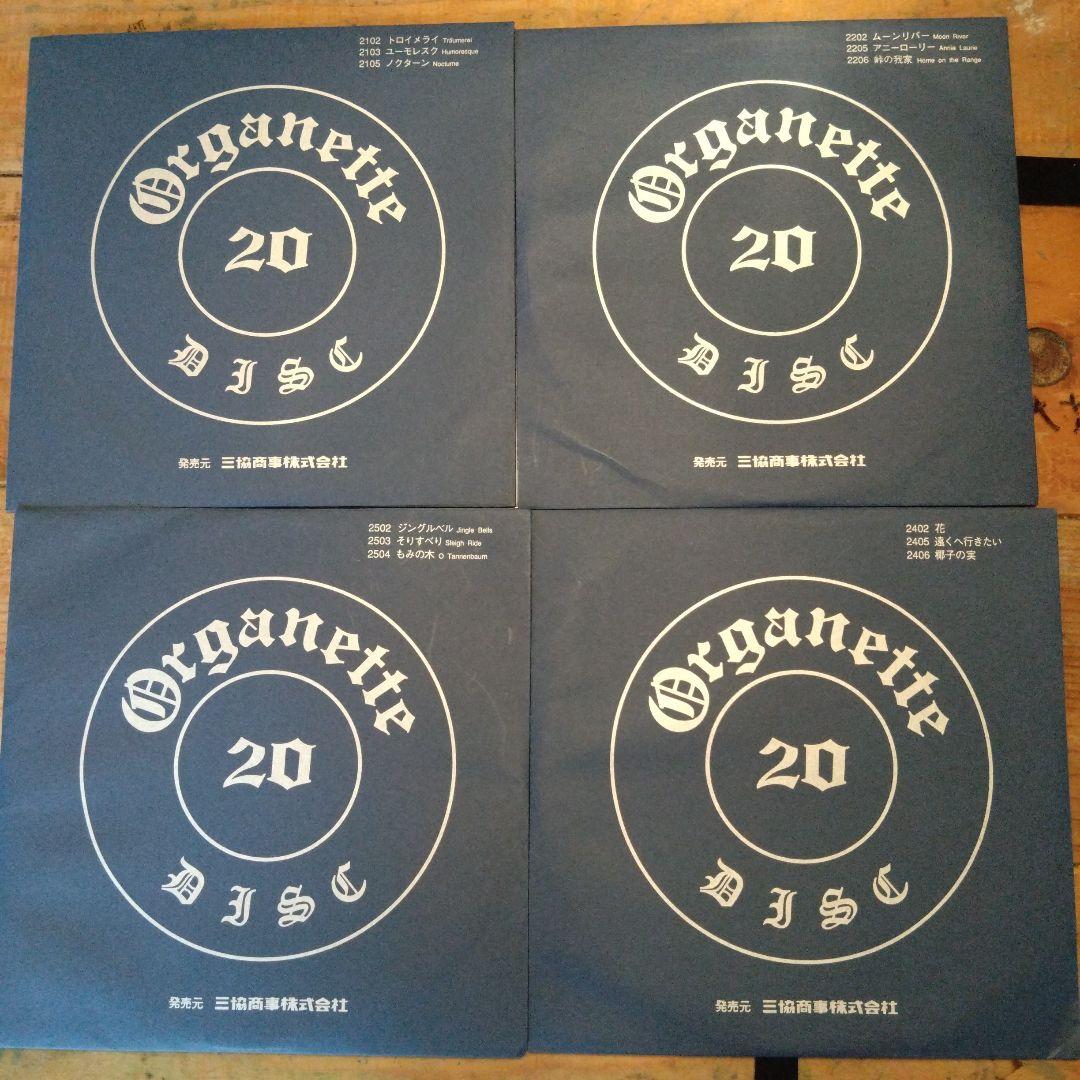 2102 トロイメライ Träumerei
2103 ユーモレスク Humoresque
2105 ノクターン Nocturne
Organette
20
DISC
発売元 三協商事株式会社
2202 ムーンリバー Moon River
2205 アニーローリー Annie Laurie
2206 峠の我家 Home on the Range
Organette
20
DISC
発売元 三協商事株式会社
2502 ジングルベル Jingle Bells
2503 そりすべり Sleigh Ride
2504 もみの木 O Tannenbaum
Organette
20
DISC
発売元 三協商事株式会社
2402 花
2405 遠くへ行きたい
2406 椰子の実
Organette
20
DISC
発売元 三協商事株式会社